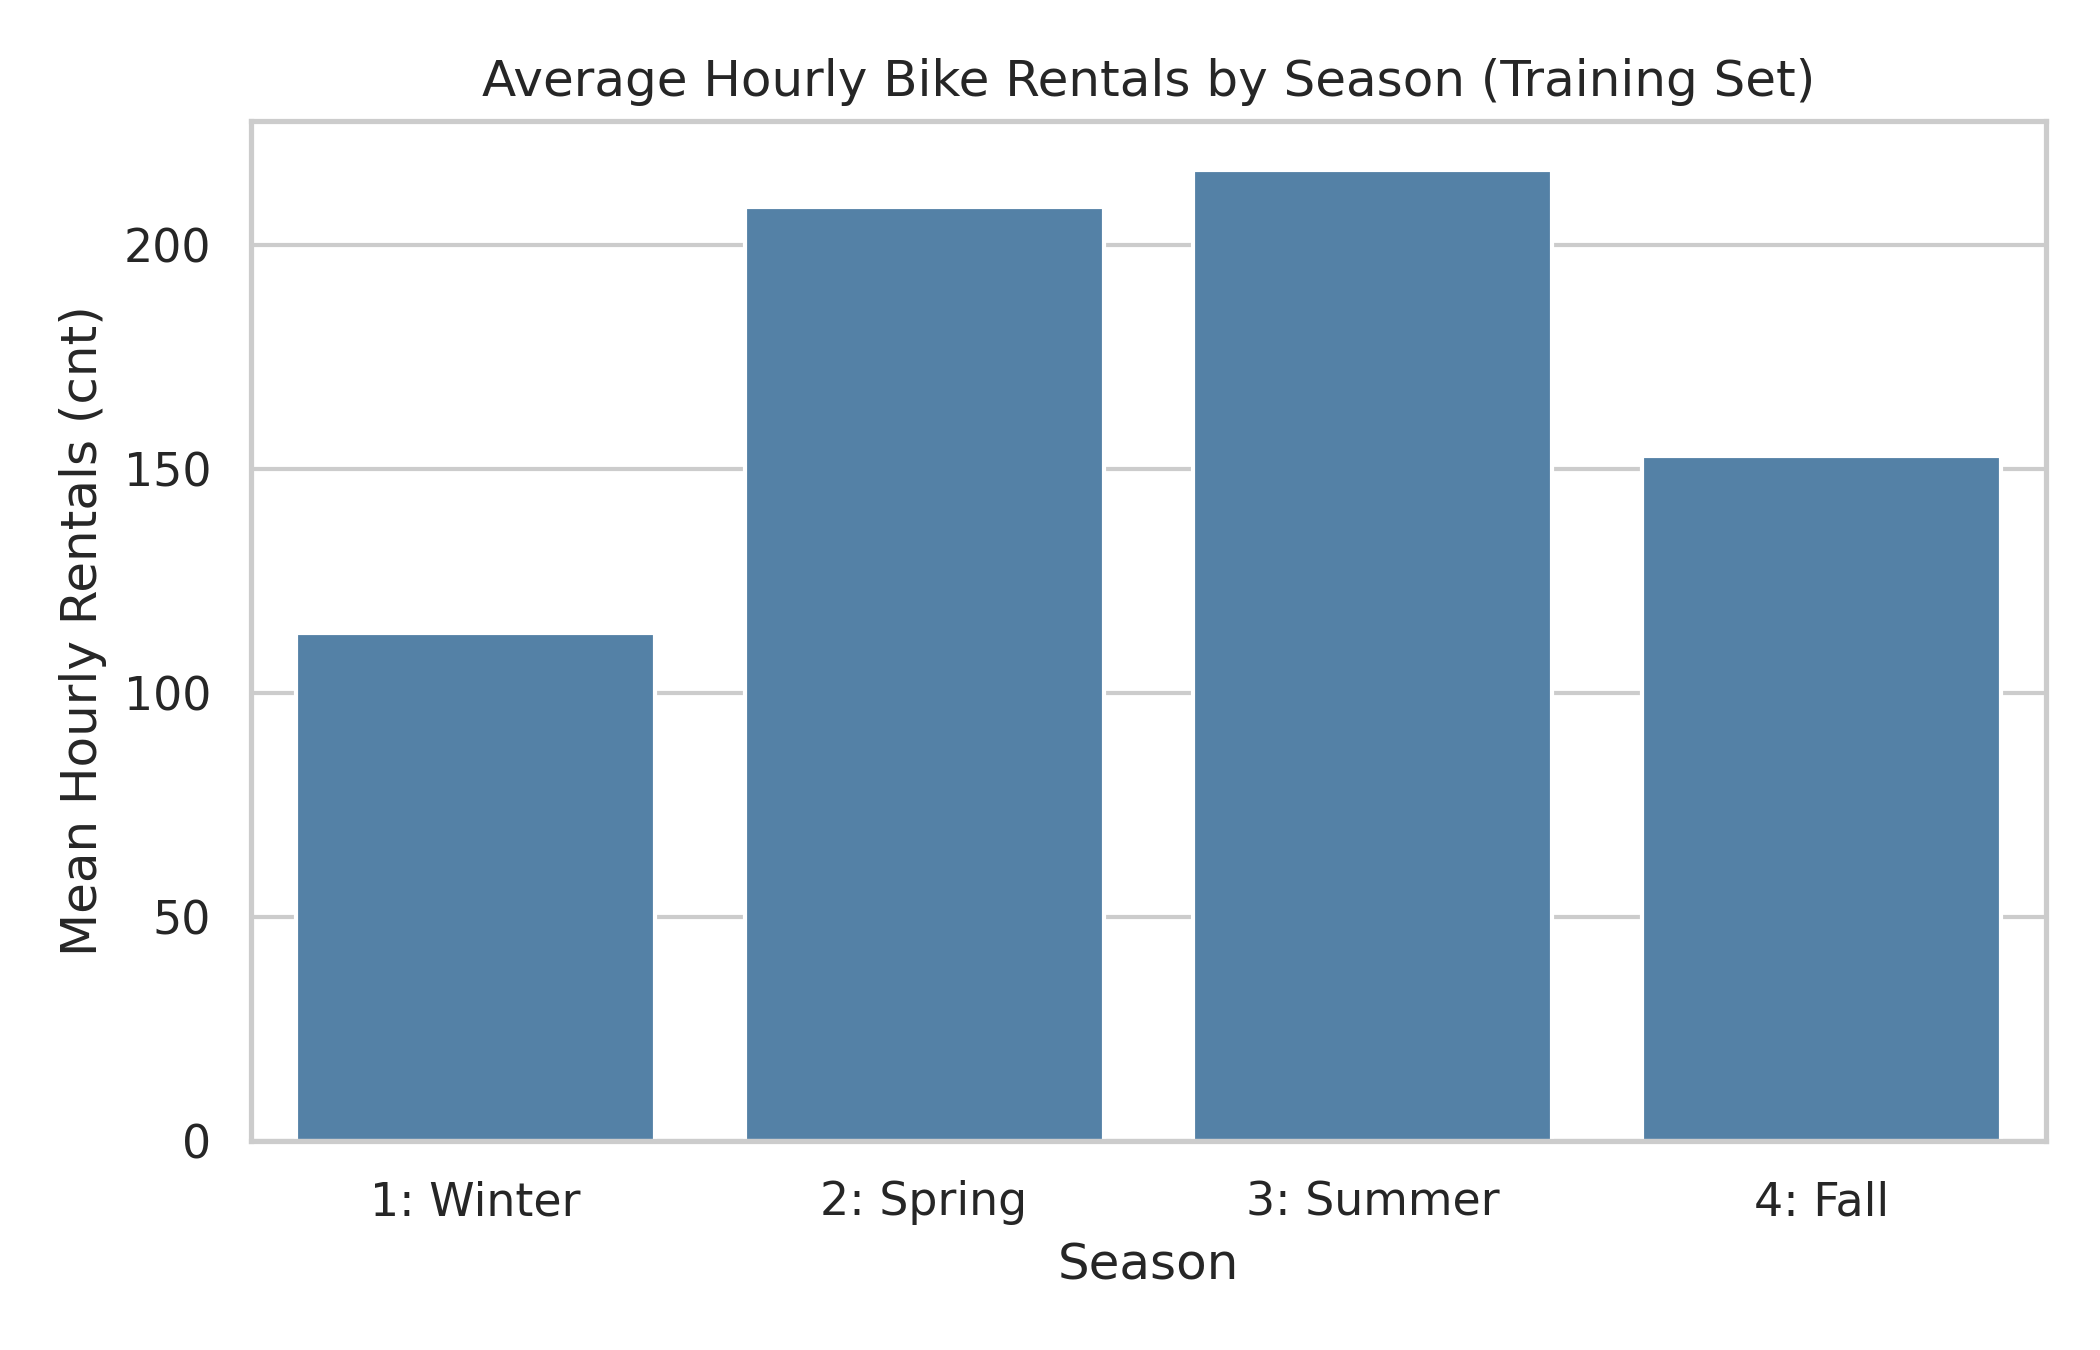 Average Hourly Bike Rentals by Season (Training Set)
Mean Hourly Rentals (cnt)
200
150
100
50
0
1: Winter
2: Spring
3: Summer
4: Fall
Season